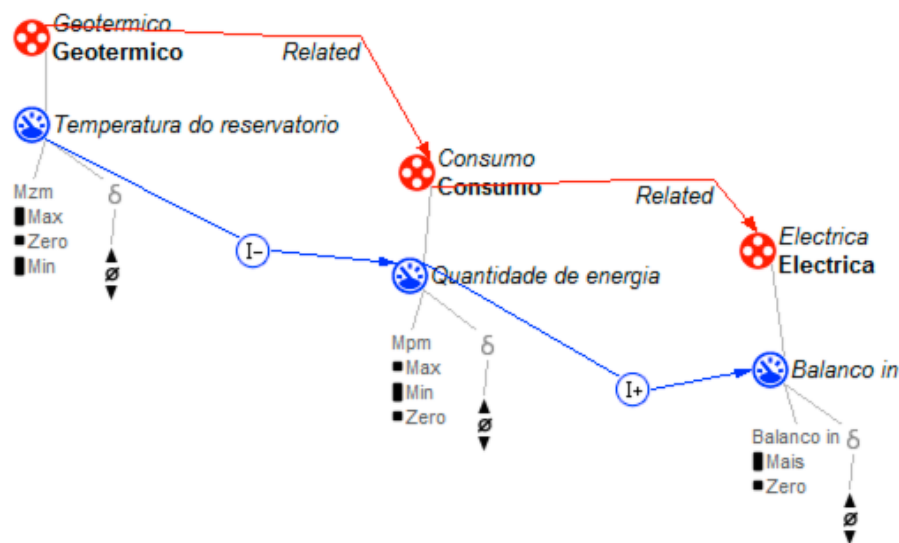 Geotermico
Geotermico
Related
Temperatura do reservatorio
Mzm
δ
Max
Zero
Min
I-
Consumo
Consumo
Related
Quantidade de energia
Mpm
δ
Max
Min
Zero
I+
Electrica
Electrica
Balanco in
Balanco in
δ
Mais
Zero